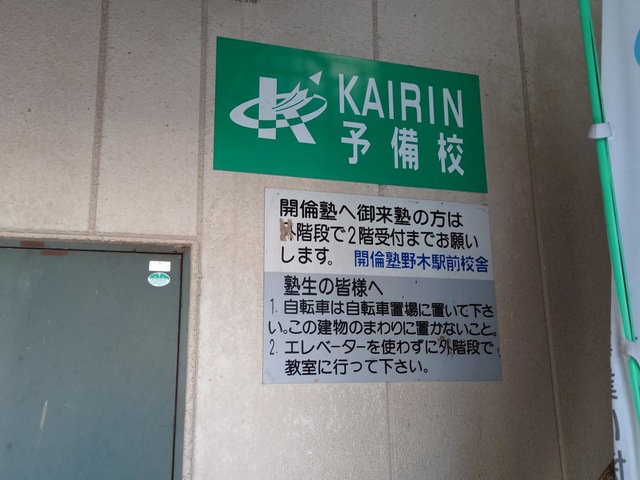 KAIRIN
予備校
開倫塾へ御来塾の方は
外階段で2階受付までお願い
します。 開倫塾野木駅前校舎
塾生の皆様へ
1. 自転車は自転車置場に置いて下さ
い。この建物のまわりに置かないこと。
2. エレベーターを使わずに外階段で
教室に行って下さい。